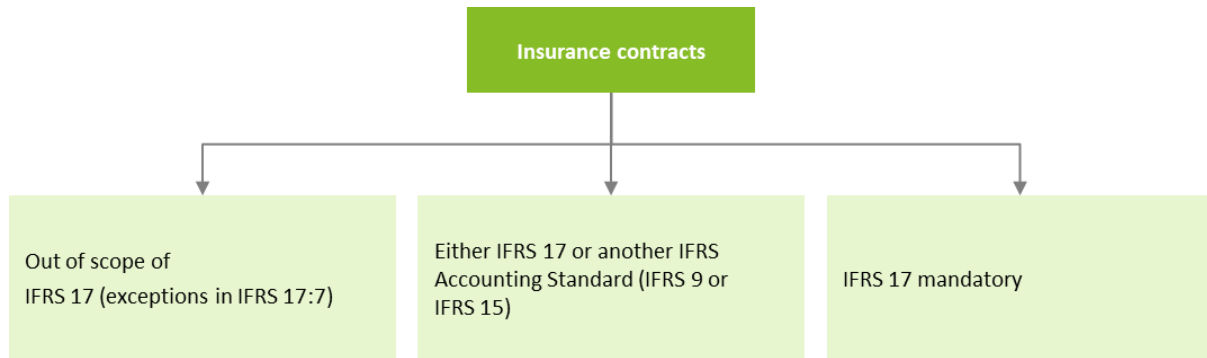 Insurance contracts
Out of scope of
IFRS 17 (exceptions in IFRS 17:7)
Either IFRS 17 or another IFRS
Accounting Standard (IFRS 9 or
IFRS 15)
IFRS 17 mandatory